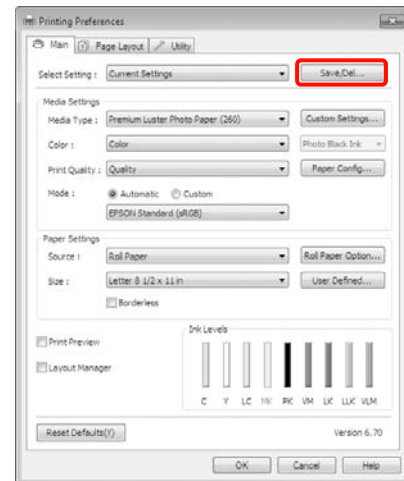 Printing Preferences
Main Page Layout Utility
Select Setting : Current Settings Save/Del...
Media Settings
Media Type : Premium Luster Photo Paper (260) Custom Settings...
Color : Color Photo Black Ink
Print Quality : Quality Paper Config...
Mode : Automatic Custom
EPSON Standard (sRGB)
Paper Settings
Source : Roll Paper Roll Paper Option...
Size : Letter 8 1/2 x 11 in User Defined...
Borderless
Ink Levels
Print Preview
Layout Manager
C Y LC MK PK VM LK LLK VLM
Reset Defaults(Y) Version 6.70
OK Cancel Help